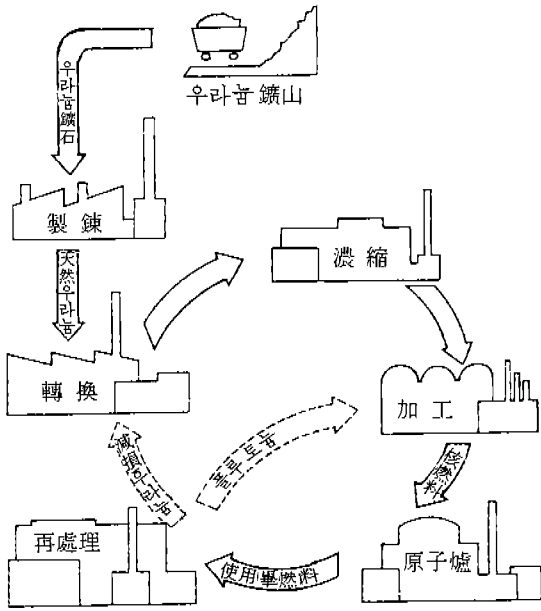 우라늄 鑛山
우라늄鑛石
製鍊
天然우라늄
轉換
濃縮
加工
核燃料
原子爐
使用畢燃料
再處理
減損우라늄
플루토늄